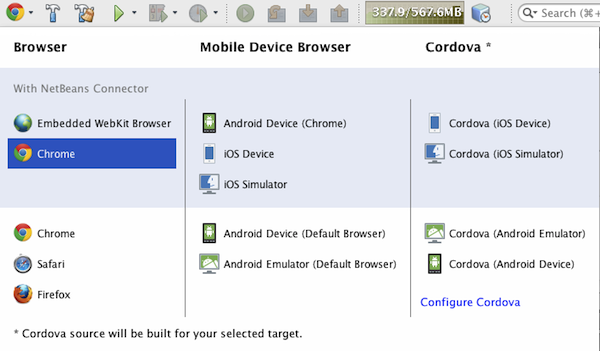 337.9/567.6MB
Search (⌘+
Browser
Mobile Device Browser
Cordova *
With NetBeans Connector
Embedded WebKit Browser
Android Device (Chrome)
Cordova (iOS Device)
Chrome
iOS Device
Cordova (iOS Simulator)
iOS Simulator
Chrome
Android Device (Default Browser)
Cordova (Android Emulator)
Safari
Android Emulator (Default Browser)
Cordova (Android Device)
Firefox
Configure Cordova
* Cordova source will be built for your selected target.